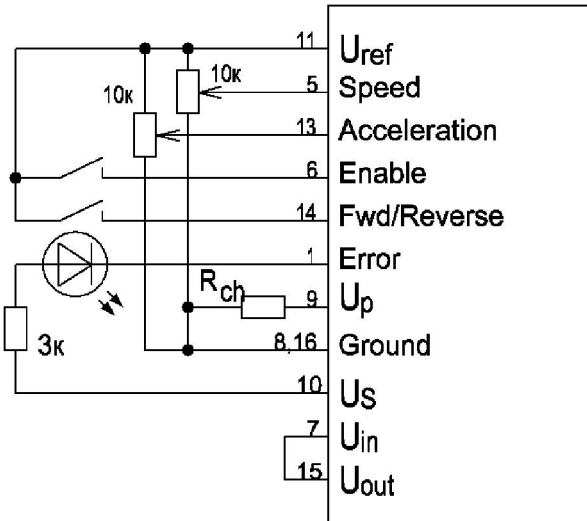 11 Uref
10к 5 Speed
10к 13 Acceleration
6 Enable
14 Fwd/Reverse
1 Error
Rch 9 Up
3к 8,16 Ground
10 US
7 Uin
15 Uout